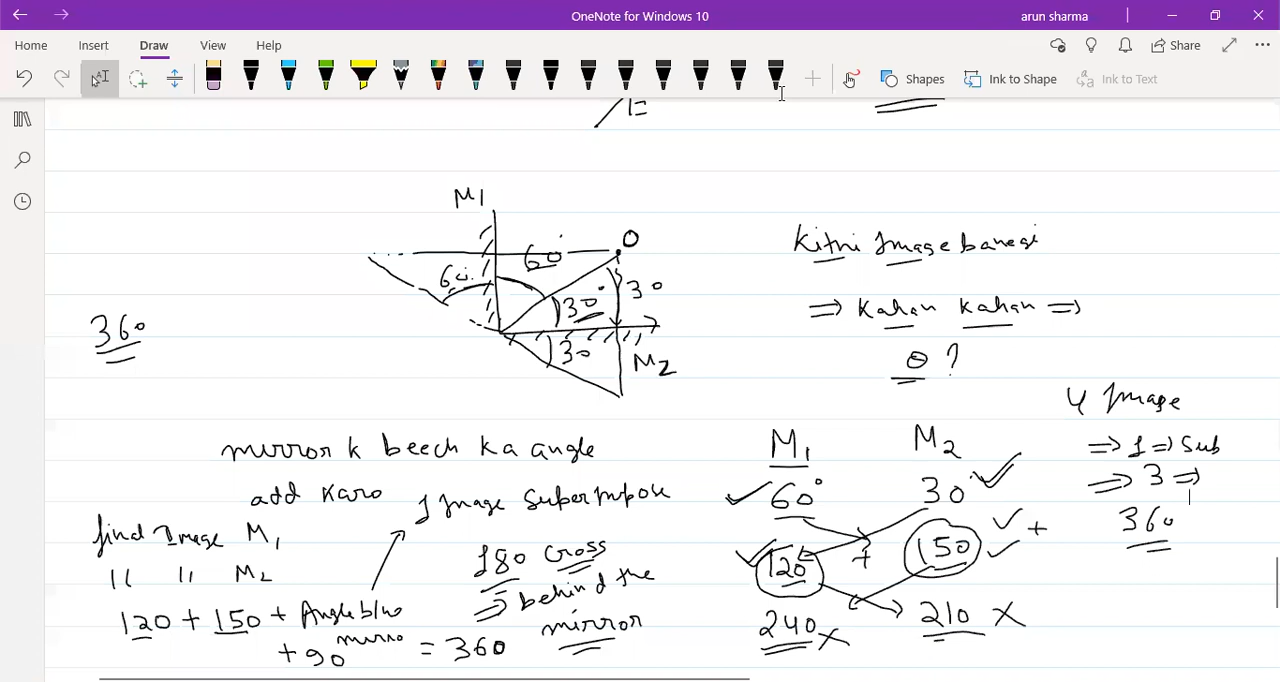 OneNote for Windows 10
arun sharma
Home Insert Draw View Help
Share
Shapes
Ink to Shape
Ink to Text
M1
O
60°
60
30°
30
30
M2
360
Kitni Image banegi
⇒ Kahan Kahan ⇒
θ ?
mirror k beech ka angle
add karo
1 Image Superimpose
final Image M1
" " M2
120 + 150 + Angle b/w
mirro
+ 90 = 360
180 cross
⇒ behind the
mirror
M1 M2
60° 30
120 + 150 +
240 x 210 x
4 Image
⇒ 1 ⇒ Sub
⇒ 3 ⇒
360